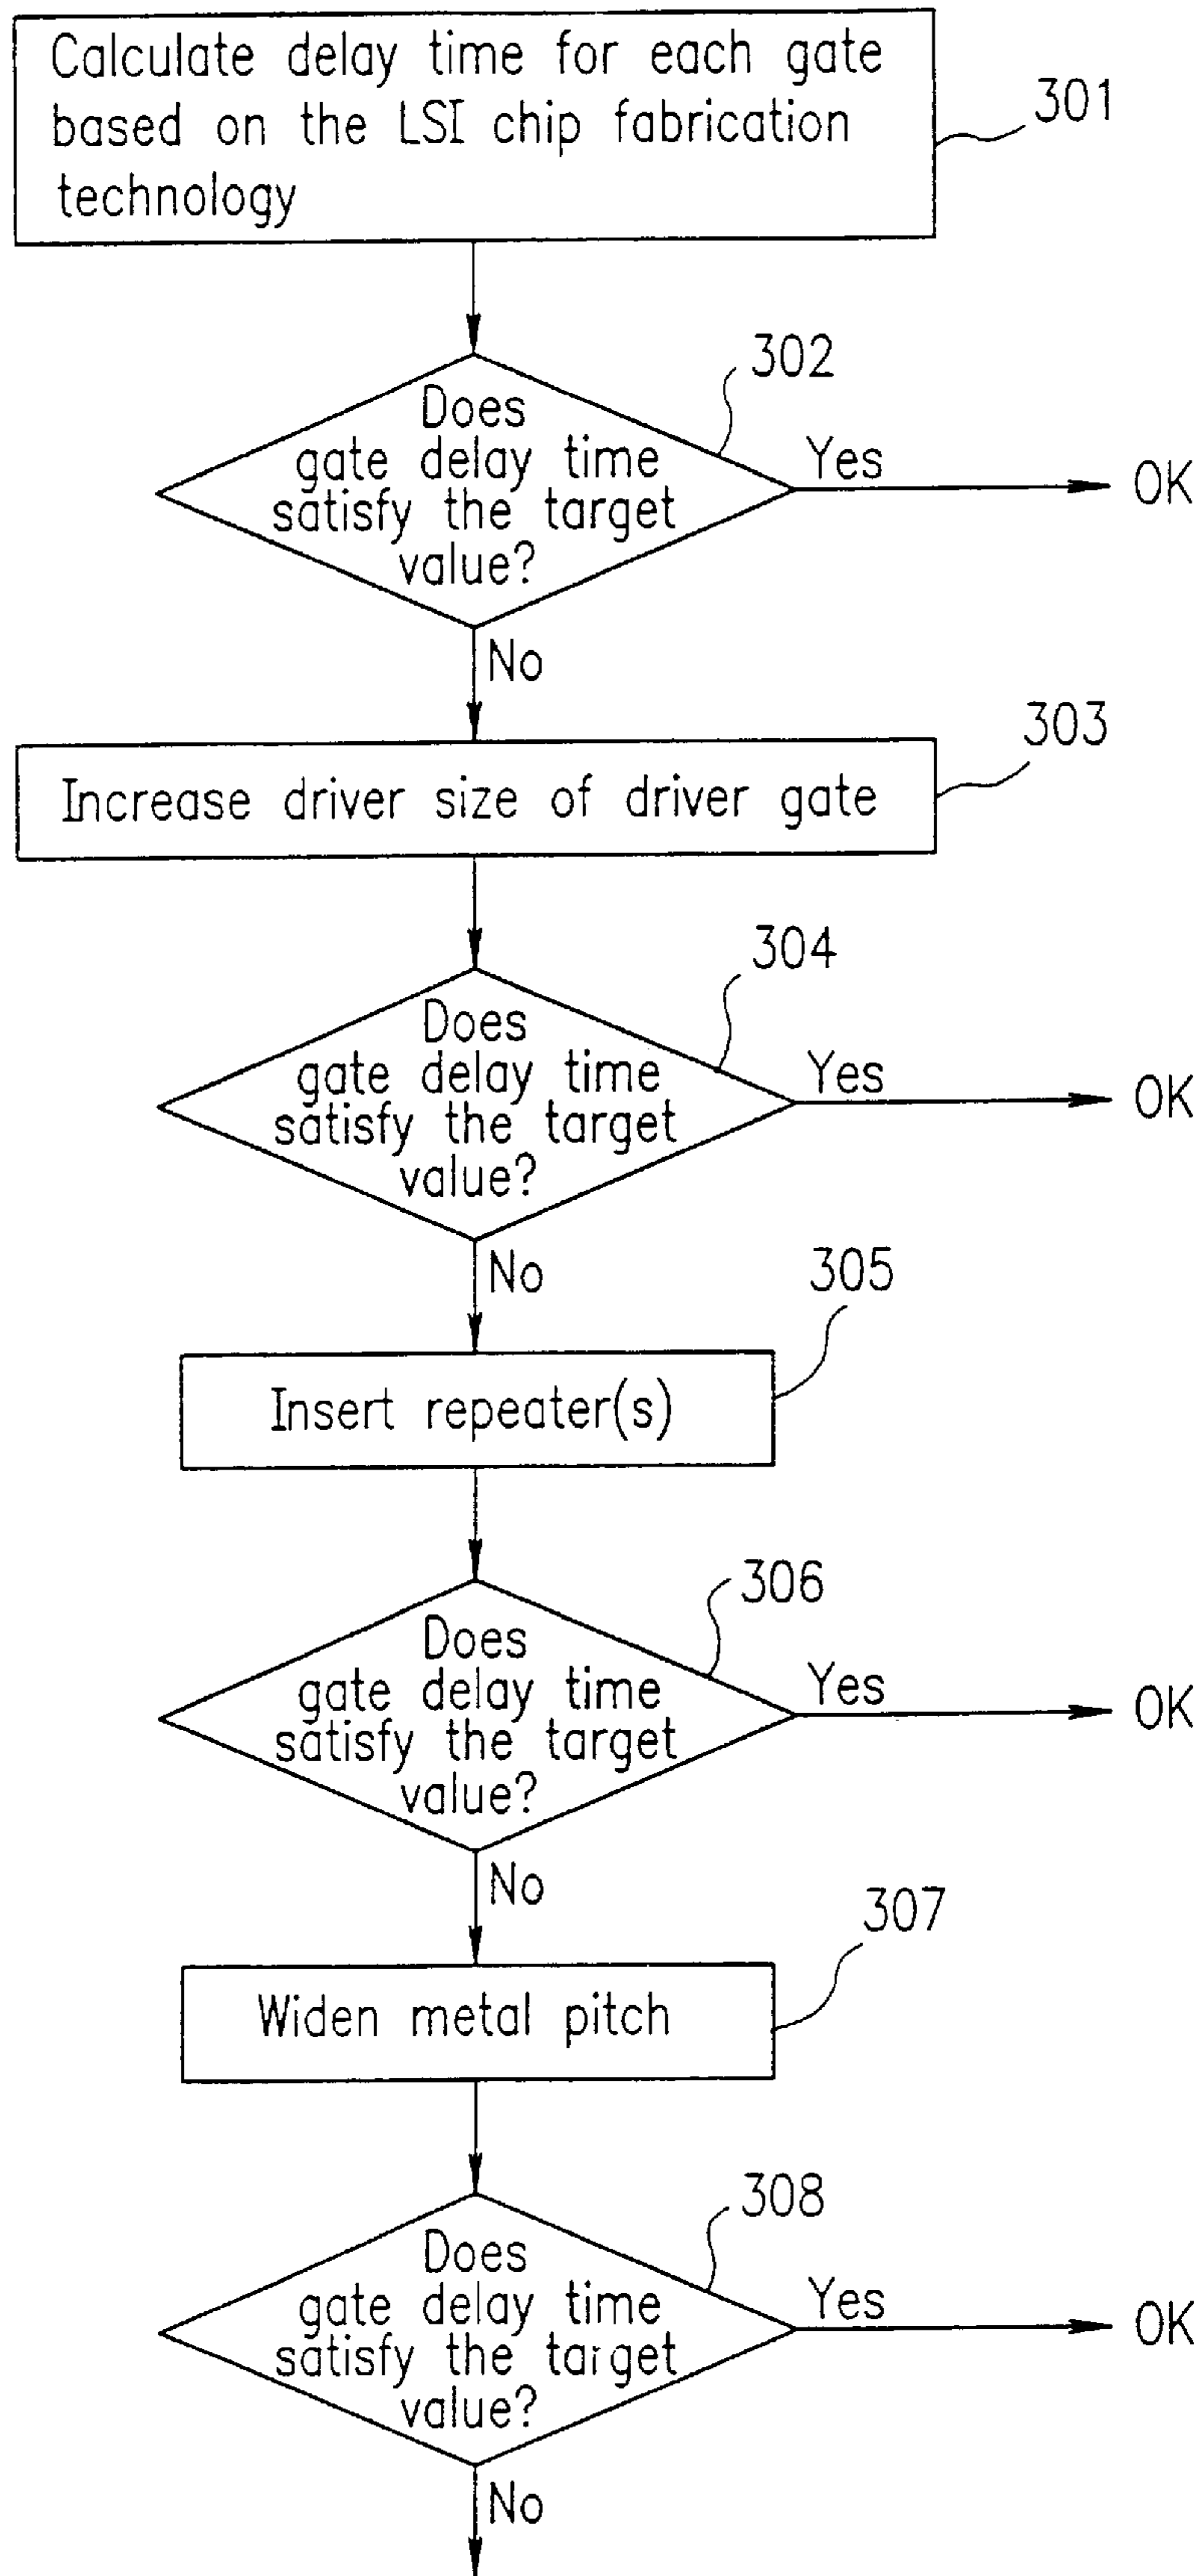 Calculate delay time for each gate
based on the LSI chip fabrication
technology
301
302
Does
gate delay time
satisfy the target
value?
Yes
OK
No
303
Increase driver size of driver gate
304
Does
gate delay time
satisfy the target
value?
Yes
OK
No
305
Insert repeater(s)
306
Does
gate delay time
satisfy the target
value?
Yes
OK
No
307
Widen metal pitch
308
Does
gate delay time
satisfy the target
value?
Yes
OK
No